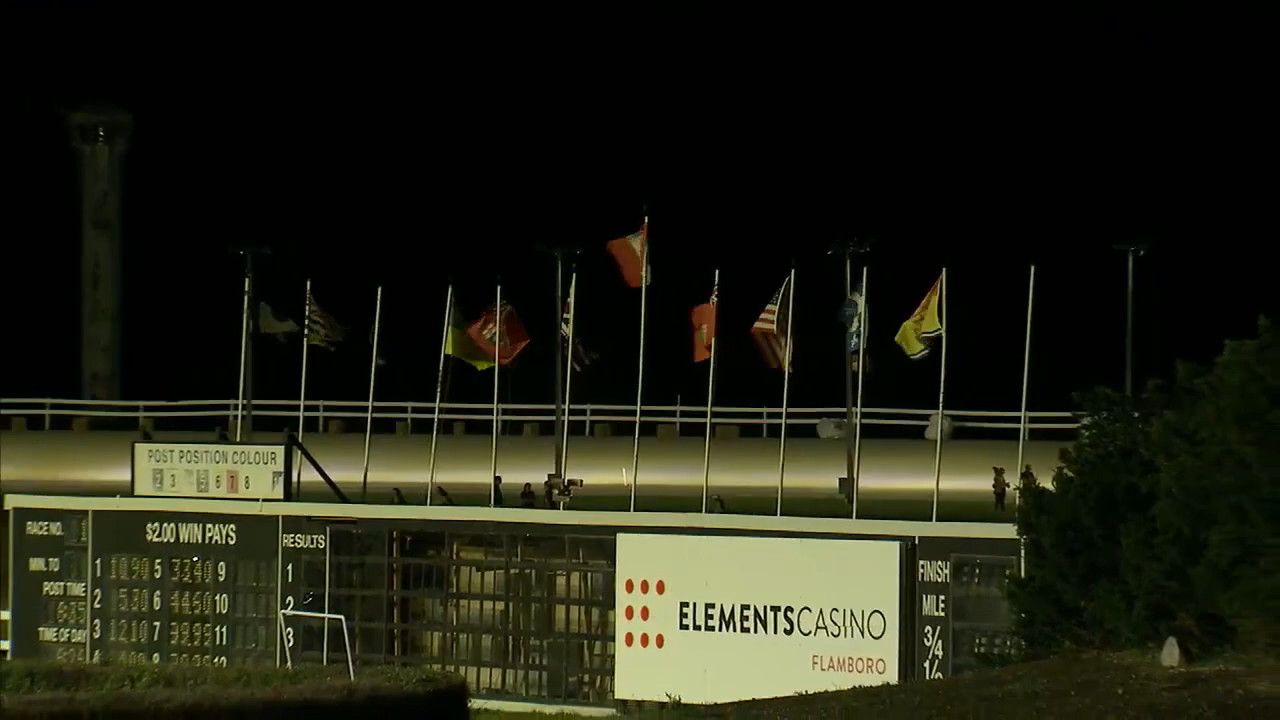 POST POSITION COLOUR
2 3 5 6 7 8
RACE NO.
$2.00 WIN PAYS
RESULTS
MIN. TO
POST TIME
TIME OF DAY
1 5 9
2 6 10
3 7 11
1
2
3
ELEMENTSCASINO
FLAMBORO
FINISH
MILE
3/4